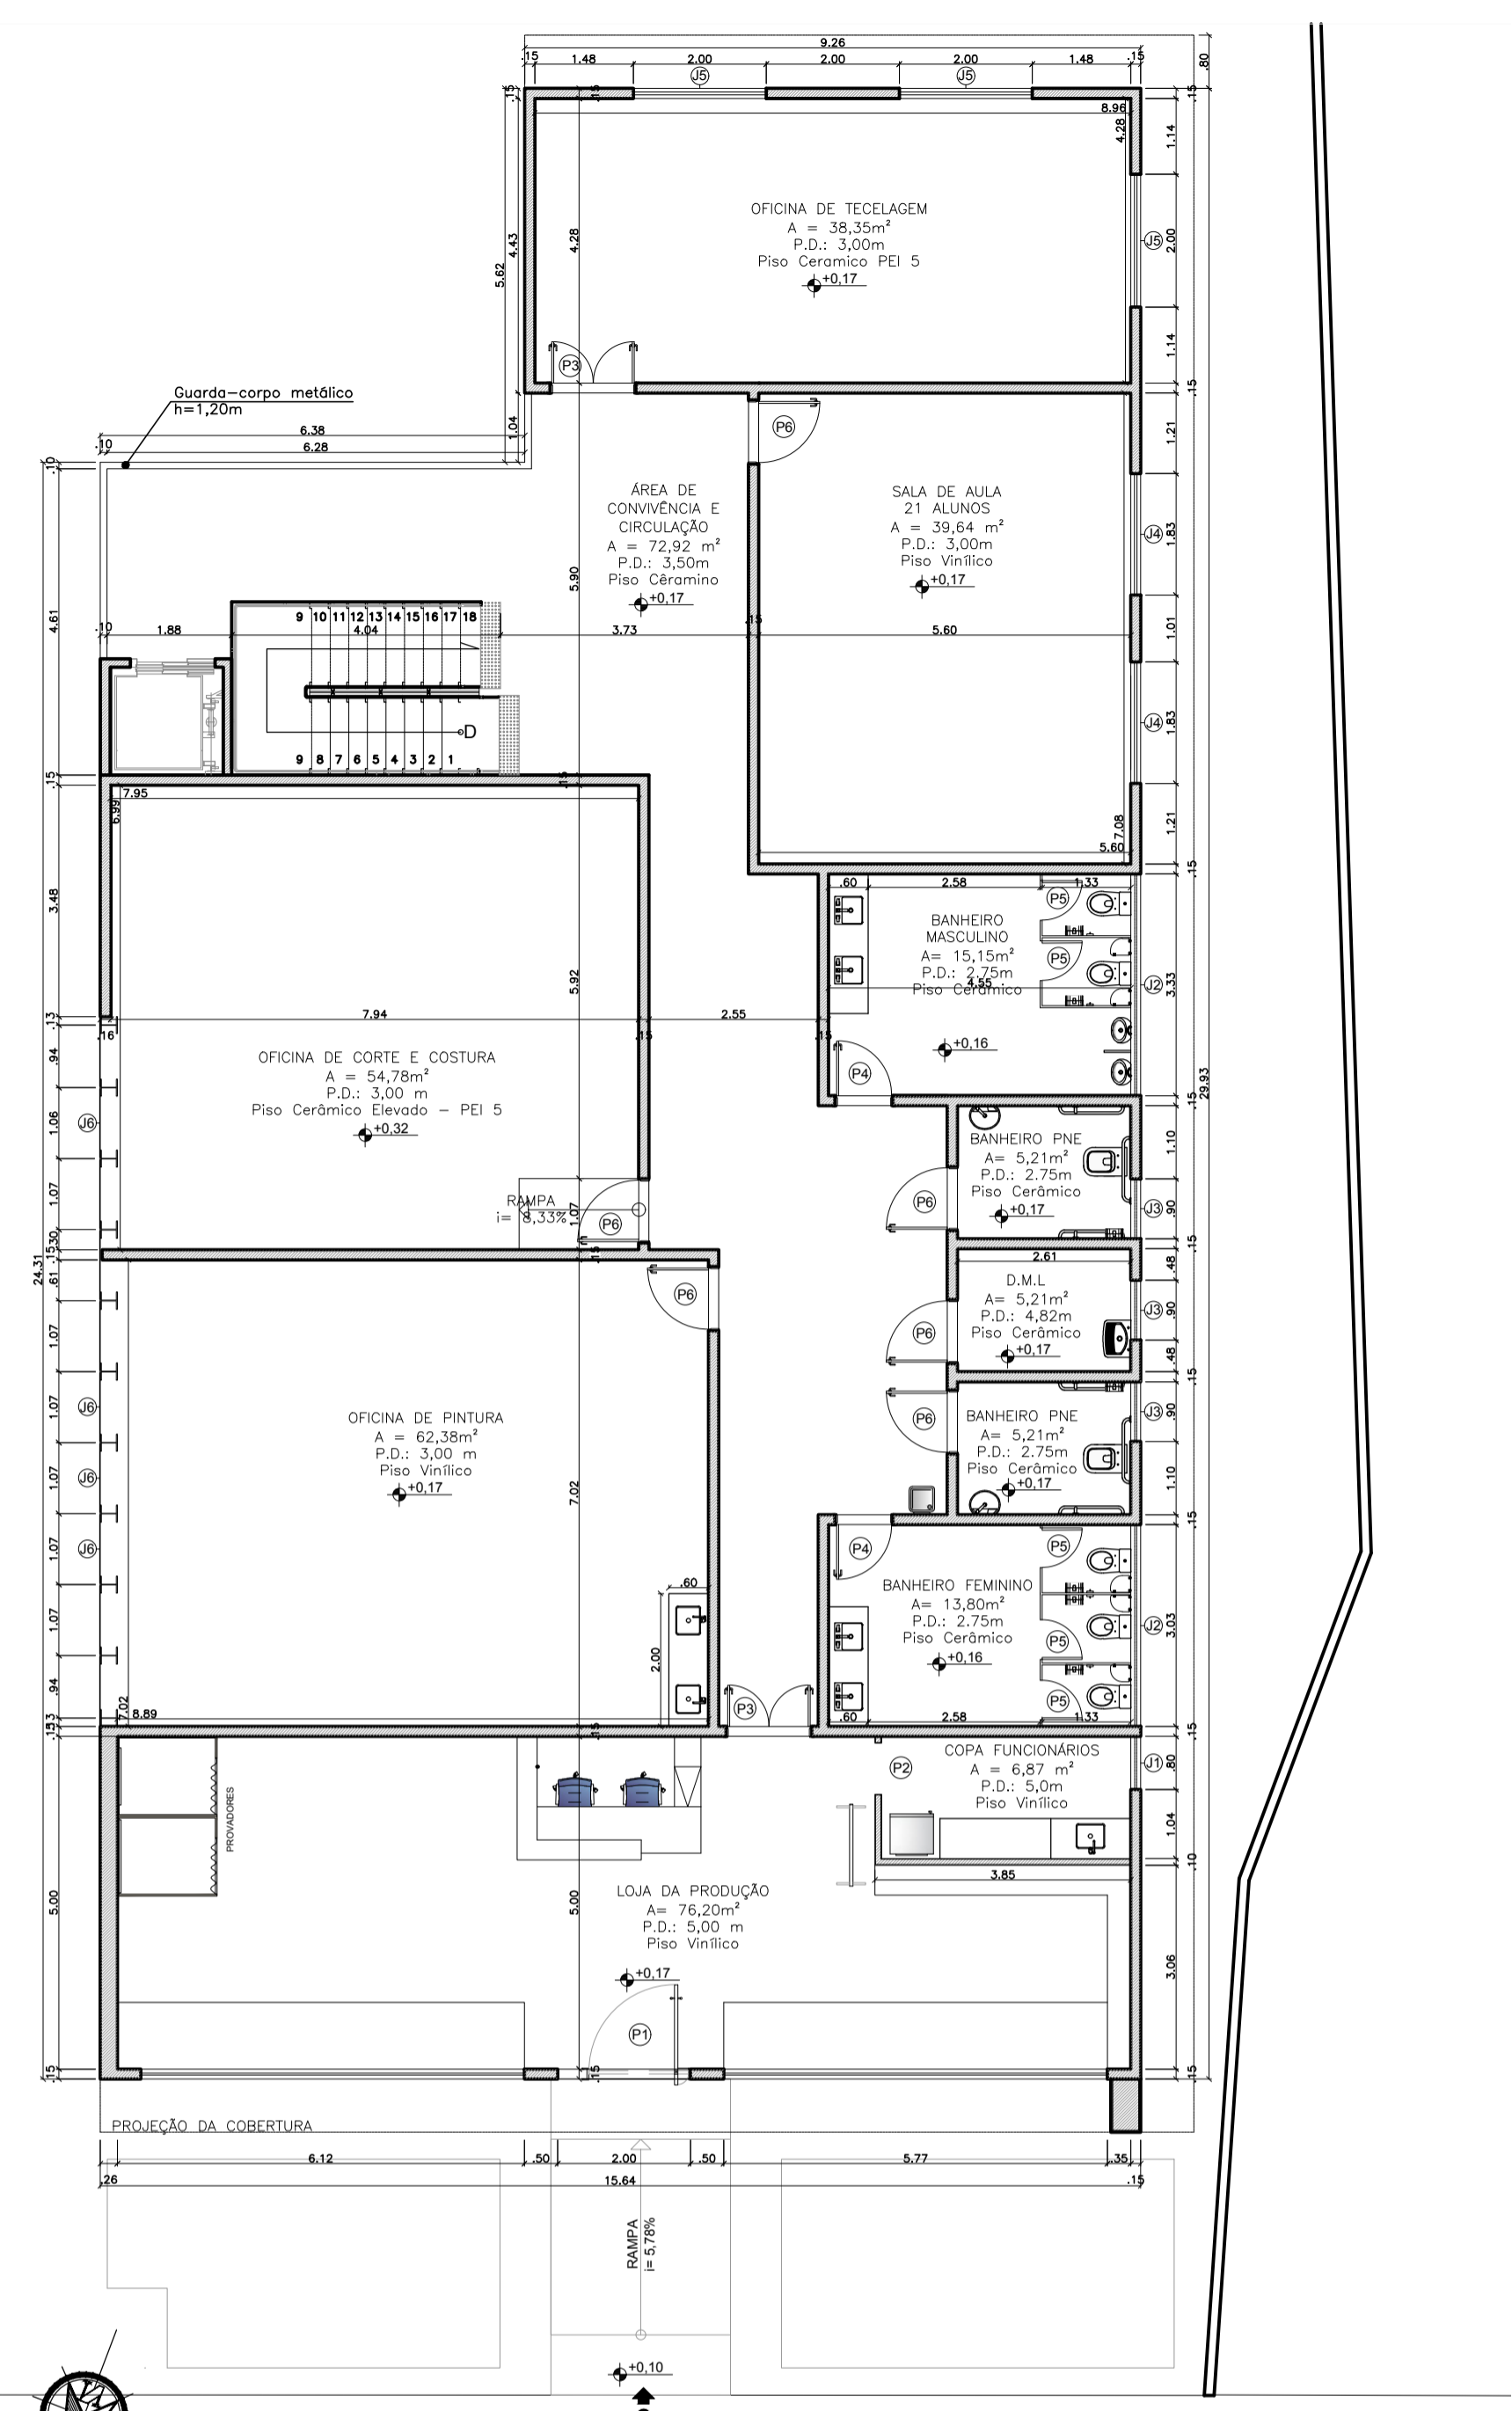 9.26
.15 1.48 2.00 2.00 2.00 1.48 .15
J5 J5
.80
.15
.15
.15
8.96
4.28
1.14
OFICINA DE TECELAGEM
A = 38,35m²
P.D.: 3,00m
Piso Ceramico PEI 5
+0,17
4.43
4.28
5.62
J5
2.00
1.14
P3
.15
Guarda-corpo metálico
h=1,20m
6.38
.10
6.28
1.04
P6
1.21
.10
ÁREA DE
CONVIVÊNCIA E
CIRCULAÇÃO
A = 72,92 m²
P.D.: 3,50m
Piso Cêramino
+0,17
SALA DE AULA
21 ALUNOS
A = 39,64 m²
P.D.: 3,00m
Piso Vinílico
+0,17
J4
1.83
5.90
4.61
9 10 11 12 13 14 15 16 17 18
.10 1.88 4.04 3.73 .15 5.60
1.01
D
J4
1.83
9 8 7 6 5 4 3 2 1
.15
.15
7.95
6.99
7.08
5.60
1.21
.15
3.48
.60 2.58 1.33
P5
BANHEIRO
MASCULINO
A= 15,15m²
P.D.: 2.75m
Piso Cerâmico
4.55
P5
J2
3.33
5.92
.13
7.94
2.55
.16
.15
.15
+0,16
.94
OFICINA DE CORTE E COSTURA
A = 54,78m²
P.D.: 3,00 m
Piso Cerâmico Elevado - PEI 5
+0,32
P4
.15
29.93
J6
1.06
BANHEIRO PNE
A= 5,21m²
P.D.: 2.75m
Piso Cerâmico
+0,17
1.10
1.07
RAMPA
i= 8,33%
1.07
P6
P6
J3
.90
.30
.15
.15
.15
24.31
.61
2.61
.48
P6
D.M.L
A= 5,21m²
P.D.: 4,82m
Piso Cerâmico
+0,17
P6
J3
.90
1.07
.48
.15
J6
1.07
OFICINA DE PINTURA
A = 62,38m²
P.D.: 3,00 m
Piso Vinílico
+0,17
P6
BANHEIRO PNE
A= 5,21m²
P.D.: 2.75m
Piso Cerâmico
+0,17
J3
.90
J6
1.07
7.02
1.10
.15
J6
1.07
P4
P5
.60
BANHEIRO FEMININO
A= 13,80m²
P.D.: 2.75m
Piso Cerâmico
+0,16
J2
3.03
P5
1.07
2.00
.94
7.02
8.89
P3
P5
.60 2.58 1.33
.13
.15
.15
.15
PROVADORES
P2
COPA FUNCIONÁRIOS
A = 6,87 m²
P.D.: 5,0m
Piso Vinílico
J1
.80
1.04
.10
3.85
5.00
5.00
LOJA DA PRODUÇÃO
A= 76,20m²
P.D.: 5,00 m
Piso Vinílico
+0,17
3.06
P1
.15
.15
.15
PROJEÇÃO DA COBERTURA
6.12 .50 2.00 .50 5.77 .35
.26 15.64 .15
RAMPA
i= 5,78%
+0,10